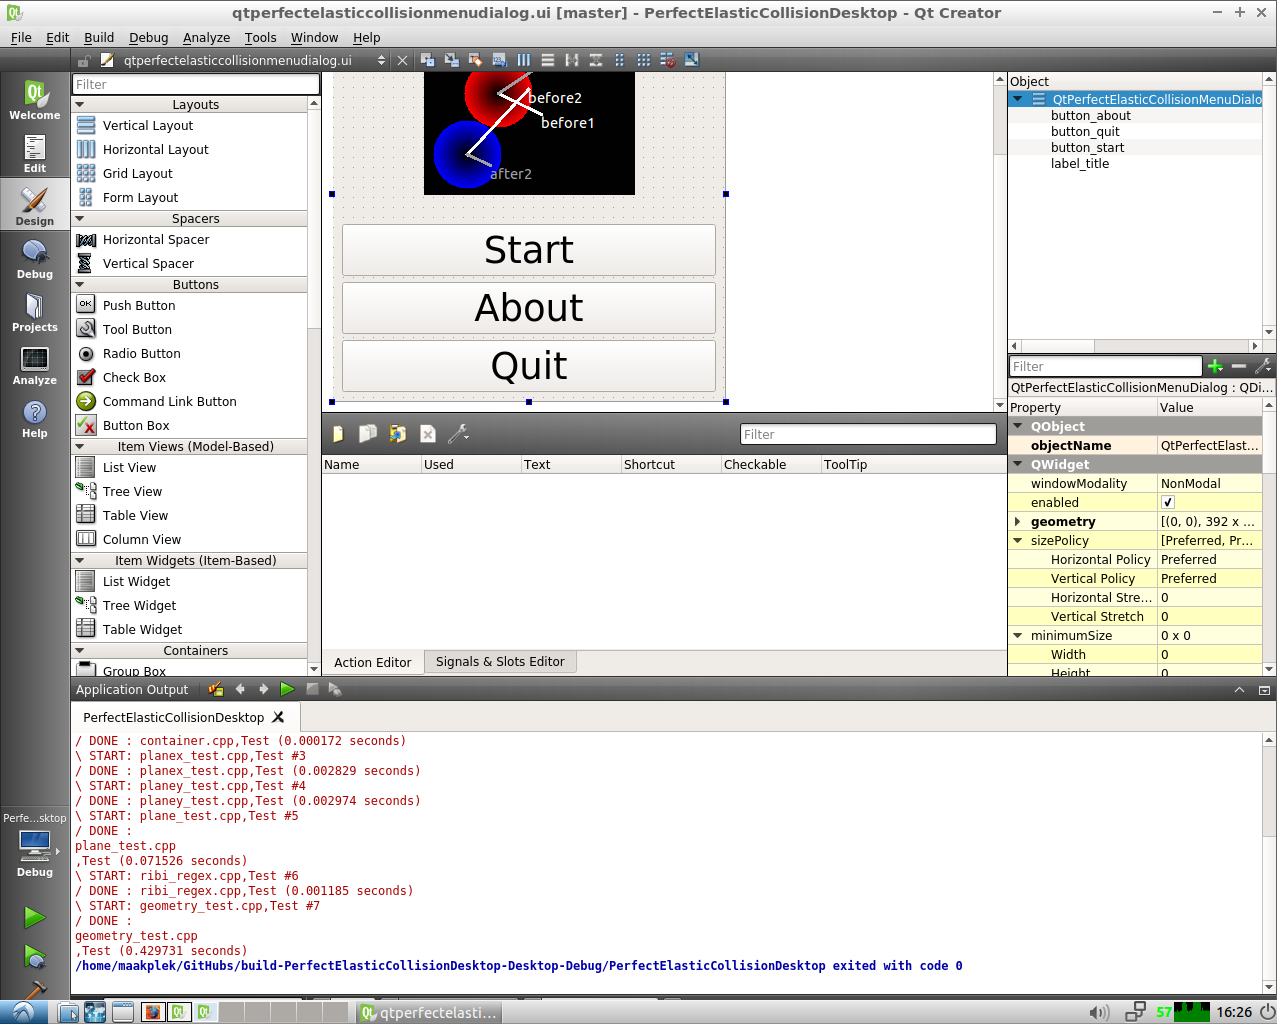 qtperfectelasticcollisionmenudialog.ui [master] - PerfectElasticCollisionDesktop - Qt Creator
File Edit Build Debug Analyze Tools Window Help
qtperfectelasticcollisionmenudialog.ui
Welcome
Edit
Design
Debug
Projects
Analyze
Help
Perfe...sktop
Debug
Filter
Layouts
Vertical Layout
Horizontal Layout
Grid Layout
Form Layout
Spacers
Horizontal Spacer
Vertical Spacer
Buttons
OK
Push Button
Tool Button
Radio Button
Check Box
Command Link Button
Button Box
Item Views (Model-Based)
List View
Tree View
Table View
Column View
Item Widgets (Item-Based)
List Widget
Tree Widget
Table Widget
Containers
Group Box
before2
before1
after2
Start
About
Quit
Filter
Name Used Text Shortcut Checkable ToolTip
Action Editor Signals & Slots Editor
Object
QtPerfectElasticCollisionMenuDialo
button_about
button_quit
button_start
label_title
Filter
QtPerfectElasticCollisionMenuDialog : QDi...
Property Value
QObject
objectName QtPerfectElast...
QWidget
windowModality NonModal
enabled
geometry [(0, 0), 392 x ...
sizePolicy [Preferred, Pr...
Horizontal Policy Preferred
Vertical Policy Preferred
Horizontal Stre... 0
Vertical Stretch 0
minimumSize 0 x 0
Width 0
Height 0
Application Output
PerfectElasticCollisionDesktop
/ DONE : container.cpp,Test (0.000172 seconds)
\ START: planex_test.cpp,Test #3
/ DONE : planex_test.cpp,Test (0.002829 seconds)
\ START: planey_test.cpp,Test #4
/ DONE : planey_test.cpp,Test (0.002974 seconds)
\ START: plane_test.cpp,Test #5
/ DONE :
plane_test.cpp
,Test (0.071526 seconds)
\ START: ribi_regex.cpp,Test #6
/ DONE : ribi_regex.cpp,Test (0.001185 seconds)
\ START: geometry_test.cpp,Test #7
/ DONE :
geometry_test.cpp
,Test (0.429731 seconds)
/home/maakplek/GitHubs/build-PerfectElasticCollisionDesktop-Desktop-Debug/PerfectElasticCollisionDesktop exited with code 0
qtperfectelasti...
57
16:26